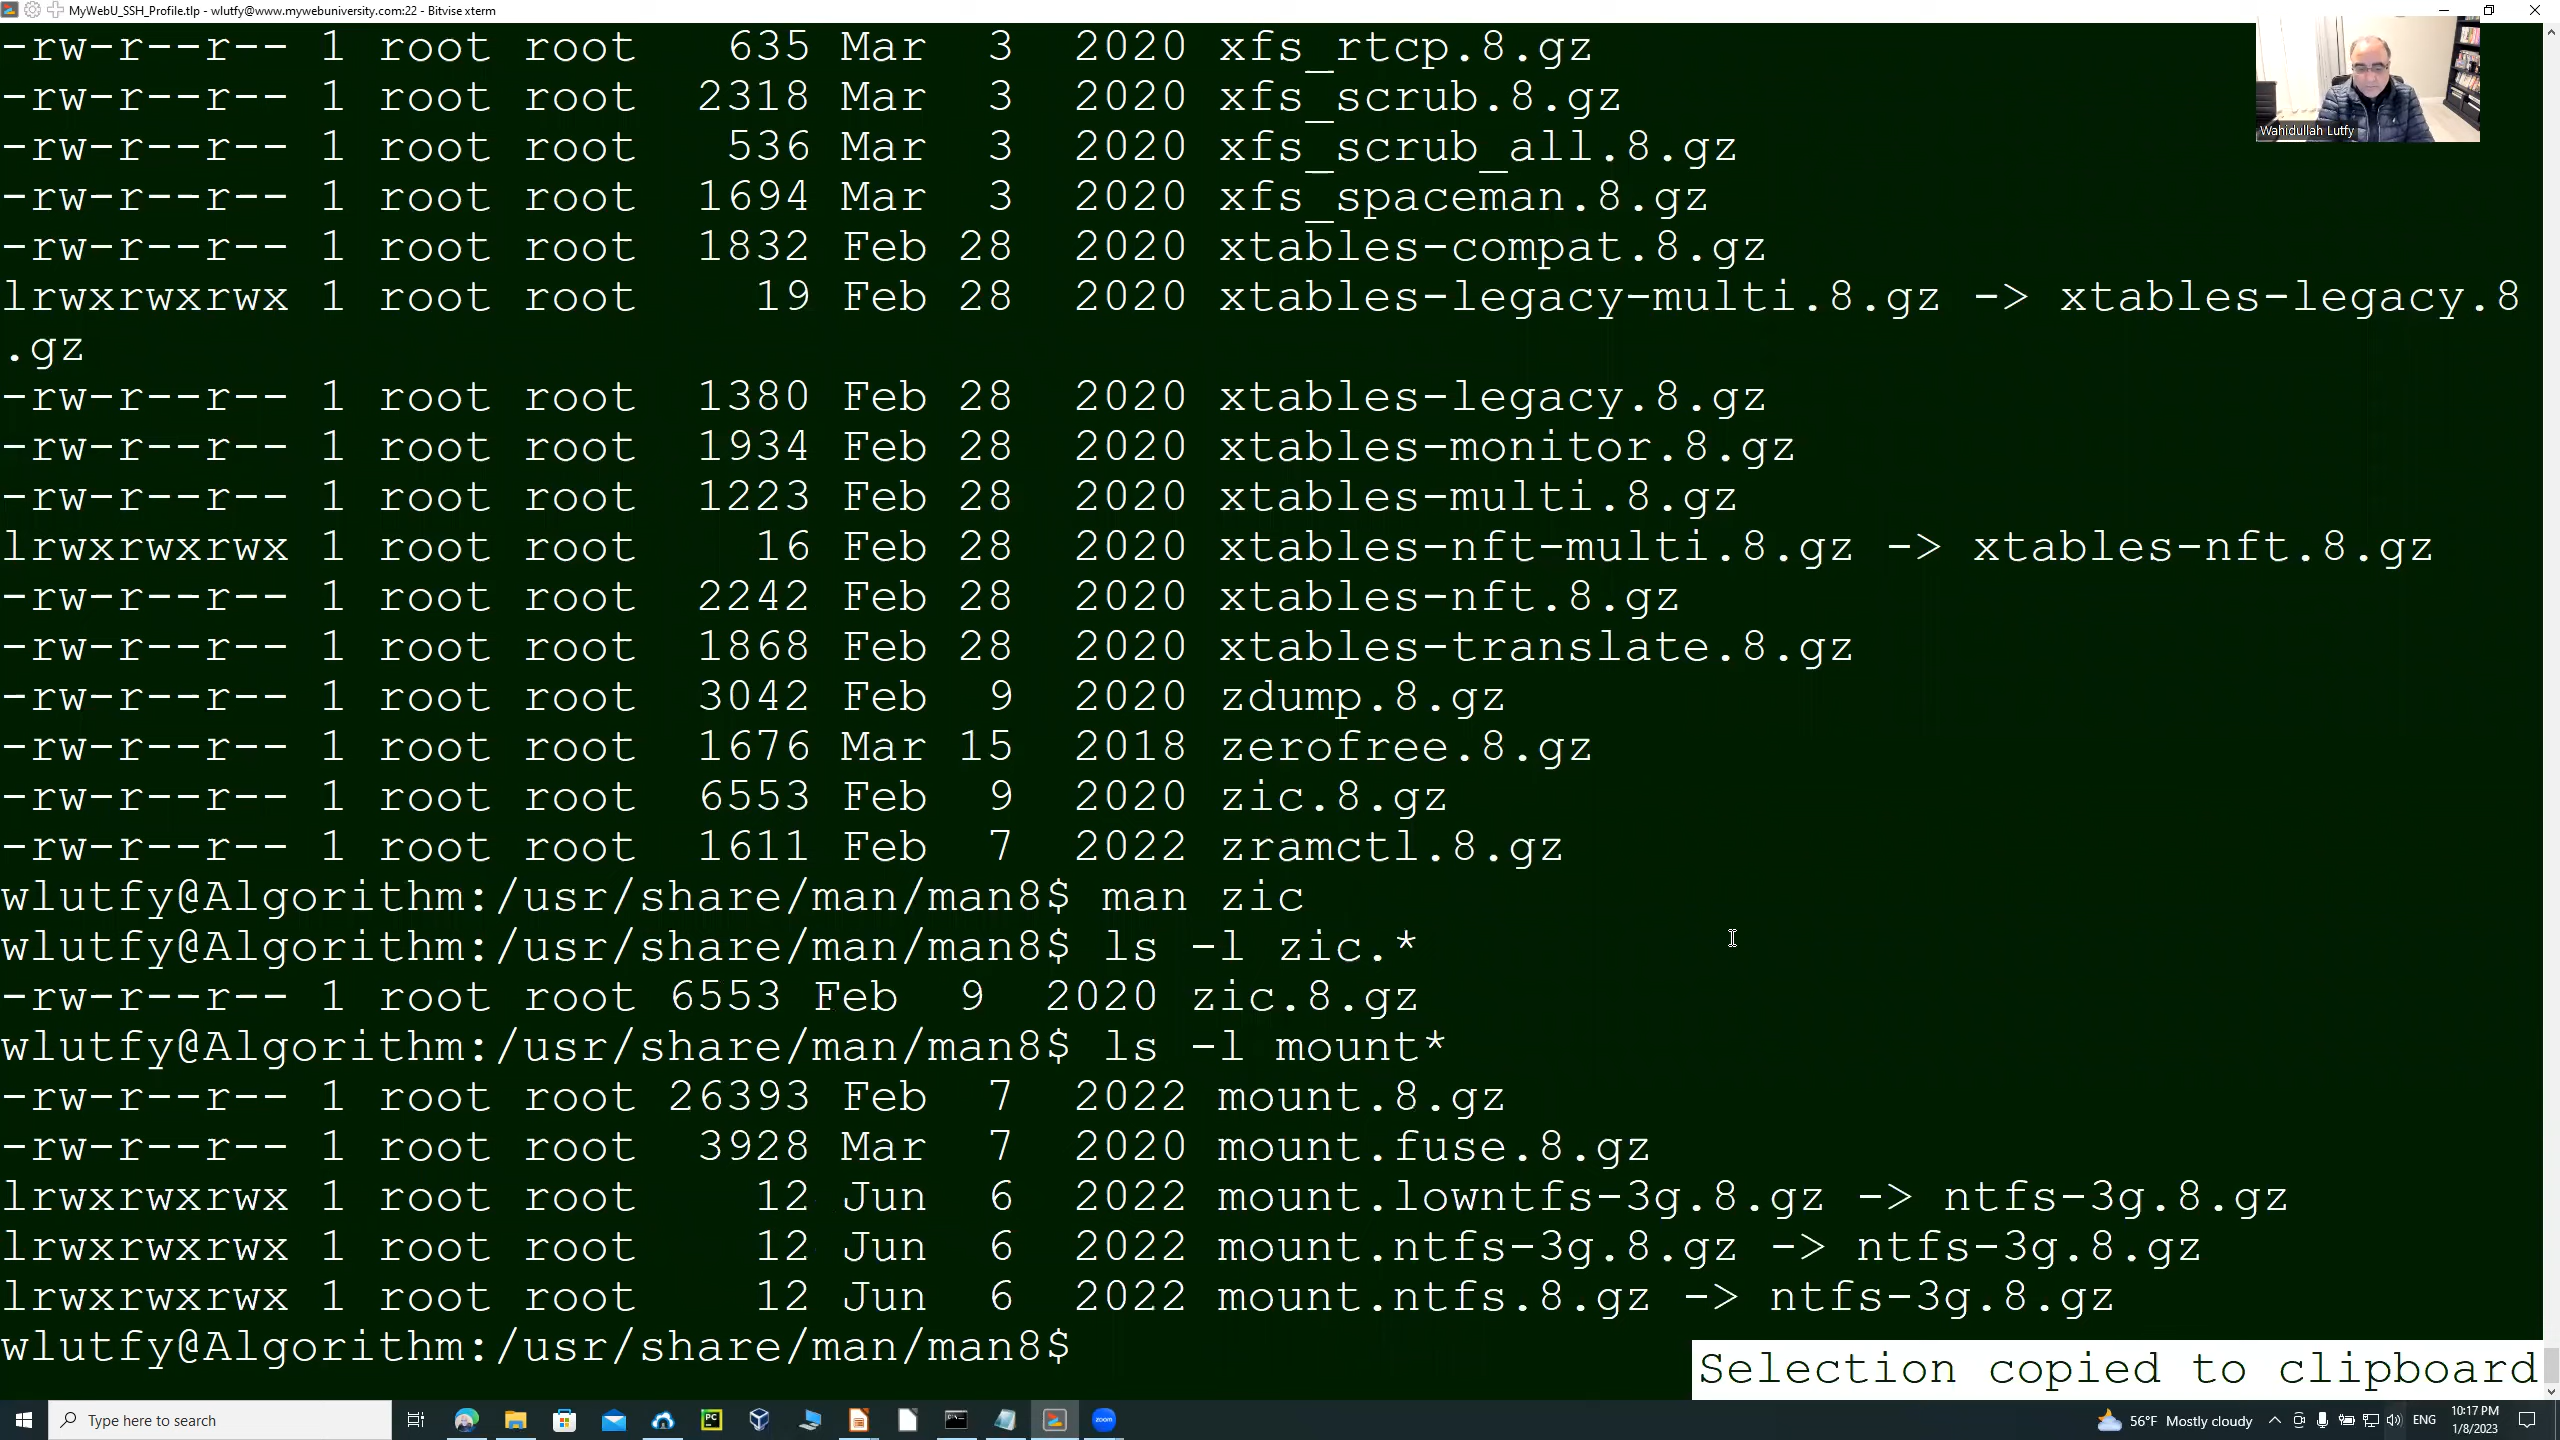 MyWebU_SSH_Profile.tlp - wlutfy@www.mywebuniversity.com:22 - Bitvise xterm
-rw-r--r-- 1 root root 635 Mar 3 2020 xfs_rtcp.8.gz
-rw-r--r-- 1 root root 2318 Mar 3 2020 xfs_scrub.8.gz
-rw-r--r-- 1 root root 536 Mar 3 2020 xfs_scrub_all.8.gz
-rw-r--r-- 1 root root 1694 Mar 3 2020 xfs_spaceman.8.gz
-rw-r--r-- 1 root root 1832 Feb 28 2020 xtables-compat.8.gz
lrwxrwxrwx 1 root root 19 Feb 28 2020 xtables-legacy-multi.8.gz -> xtables-legacy.8
.gz
-rw-r--r-- 1 root root 1380 Feb 28 2020 xtables-legacy.8.gz
-rw-r--r-- 1 root root 1934 Feb 28 2020 xtables-monitor.8.gz
-rw-r--r-- 1 root root 1223 Feb 28 2020 xtables-multi.8.gz
lrwxrwxrwx 1 root root 16 Feb 28 2020 xtables-nft-multi.8.gz -> xtables-nft.8.gz
-rw-r--r-- 1 root root 2242 Feb 28 2020 xtables-nft.8.gz
-rw-r--r-- 1 root root 1868 Feb 28 2020 xtables-translate.8.gz
-rw-r--r-- 1 root root 3042 Feb 9 2020 zdump.8.gz
-rw-r--r-- 1 root root 1676 Mar 15 2018 zerofree.8.gz
-rw-r--r-- 1 root root 6553 Feb 9 2020 zic.8.gz
-rw-r--r-- 1 root root 1611 Feb 7 2022 zramctl.8.gz
wlutfy@Algorithm:/usr/share/man/man8$ man zic
wlutfy@Algorithm:/usr/share/man/man8$ ls -l zic.*
-rw-r--r-- 1 root root 6553 Feb 9 2020 zic.8.gz
wlutfy@Algorithm:/usr/share/man/man8$ ls -l mount*
-rw-r--r-- 1 root root 26393 Feb 7 2022 mount.8.gz
-rw-r--r-- 1 root root 3928 Mar 7 2020 mount.fuse.8.gz
lrwxrwxrwx 1 root root 12 Jun 6 2022 mount.lowntfs-3g.8.gz -> ntfs-3g.8.gz
lrwxrwxrwx 1 root root 12 Jun 6 2022 mount.ntfs-3g.8.gz -> ntfs-3g.8.gz
lrwxrwxrwx 1 root root 12 Jun 6 2022 mount.ntfs.8.gz -> ntfs-3g.8.gz
wlutfy@Algorithm:/usr/share/man/man8$
Selection copied to clipboard
Wahidullah Lutfy
Type here to search
PC
zoom
56°F Mostly cloudy
ENG
10:17 PM
1/8/2023